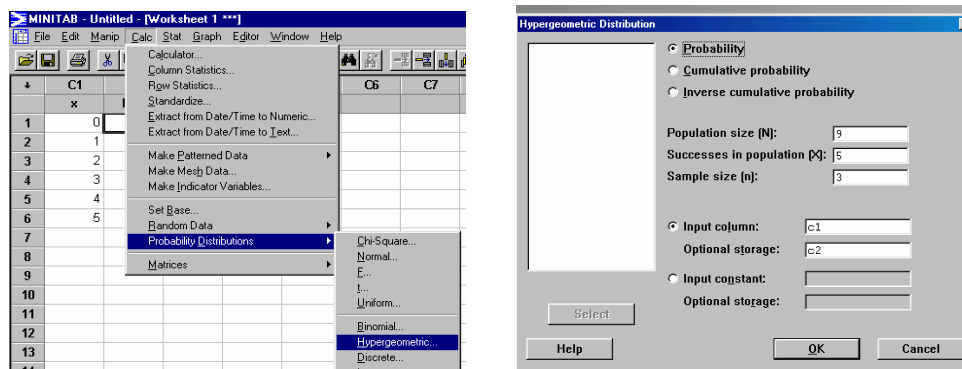 MINITAB - Untitled - [Worksheet 1 ***]
File Edit Manip Calc Stat Graph Editor Window Help
Calculator...
Column Statistics...
Row Statistics...
Standardize...
Extract from Date/Time to Numeric...
Extract from Date/Time to Text...
Make Patterned Data
Make Mesh Data...
Make Indicator Variables...
Set Base...
Random Data
Probability Distributions
Matrices
Chi-Square...
Normal...
F...
t...
Uniform...
Binomial...
Hypergeometric...
Discrete...
C1 C6 C7
x
1 0
2 1
3 2
4 3
5 4
6 5
7
8
9
10
11
12
13
Hypergeometric Distribution
Probability
Cumulative probability
Inverse cumulative probability
Population size (N): 9
Successes in population (X): 5
Sample size (n): 3
Input column: c1
Optional storage: c2
Input constant:
Optional storage:
Select
Help OK Cancel